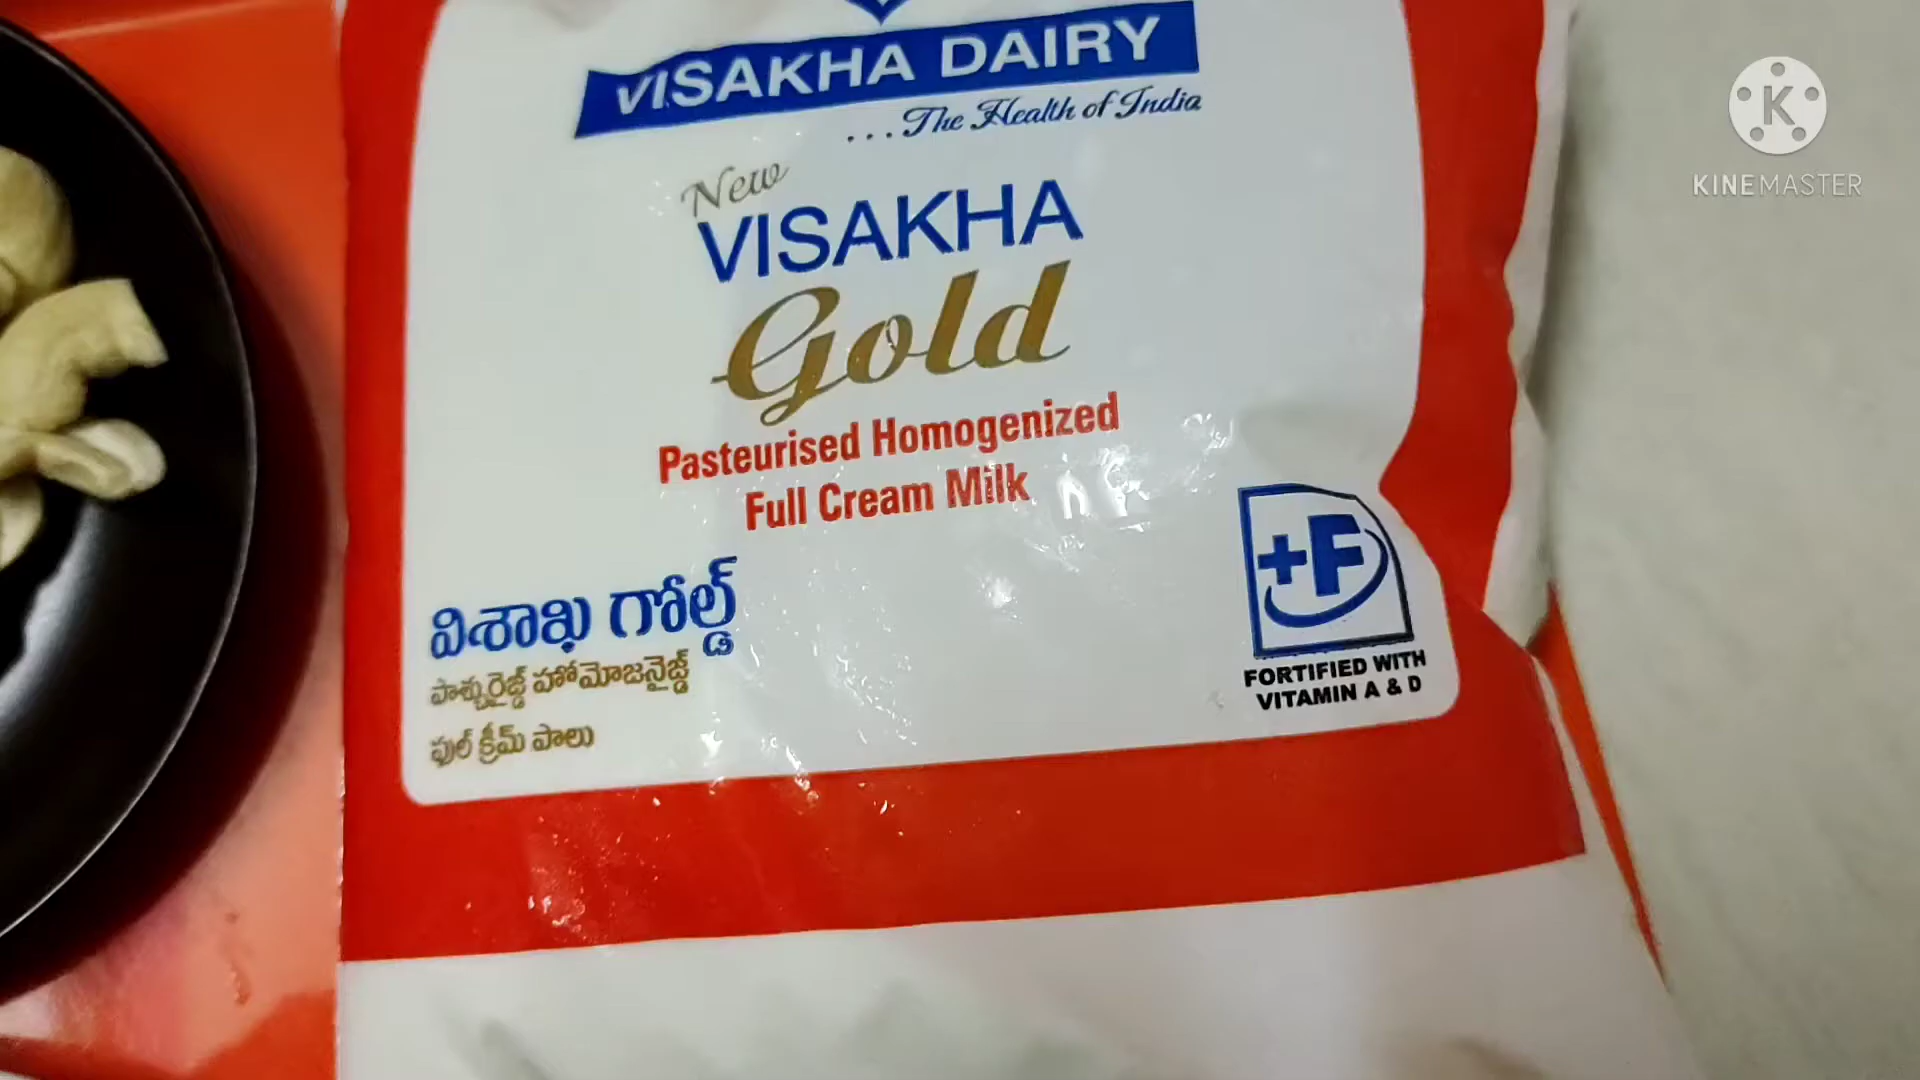 VISAKHA DAIRY
...The Health of India
New
VISAKHA
Gold
Pasteurised Homogenized
Full Cream Milk
విశాఖ గోల్డ్
పాశ్చురైజ్డ్ హోమోజనైజ్డ్
ఫుల్ క్రీమ్ పాలు
+F
FORTIFIED WITH
VITAMIN A & D
K
KINEMASTER